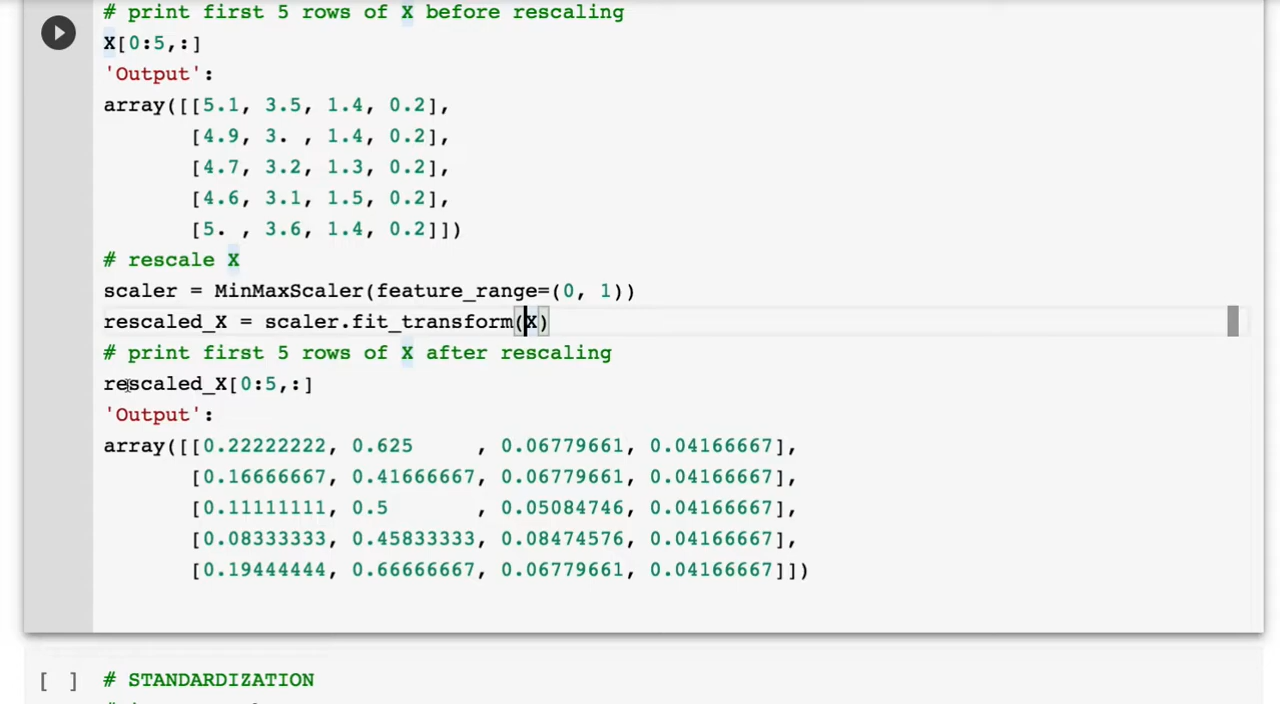 # print first 5 rows of X before rescaling
X[0:5,:]
'Output':
array([[5.1, 3.5, 1.4, 0.2],
       [4.9, 3. , 1.4, 0.2],
       [4.7, 3.2, 1.3, 0.2],
       [4.6, 3.1, 1.5, 0.2],
       [5. , 3.6, 1.4, 0.2]])
# rescale X
scaler = MinMaxScaler(feature_range=(0, 1))
rescaled_X = scaler.fit_transform(X)
# print first 5 rows of X after rescaling
rescaled_X[0:5,:]
'Output':
array([[0.22222222, 0.625     , 0.06779661, 0.04166667],
       [0.16666667, 0.41666667, 0.06779661, 0.04166667],
       [0.11111111, 0.5       , 0.05084746, 0.04166667],
       [0.08333333, 0.45833333, 0.08474576, 0.04166667],
       [0.19444444, 0.66666667, 0.06779661, 0.04166667]])
[ ] # STANDARDIZATION